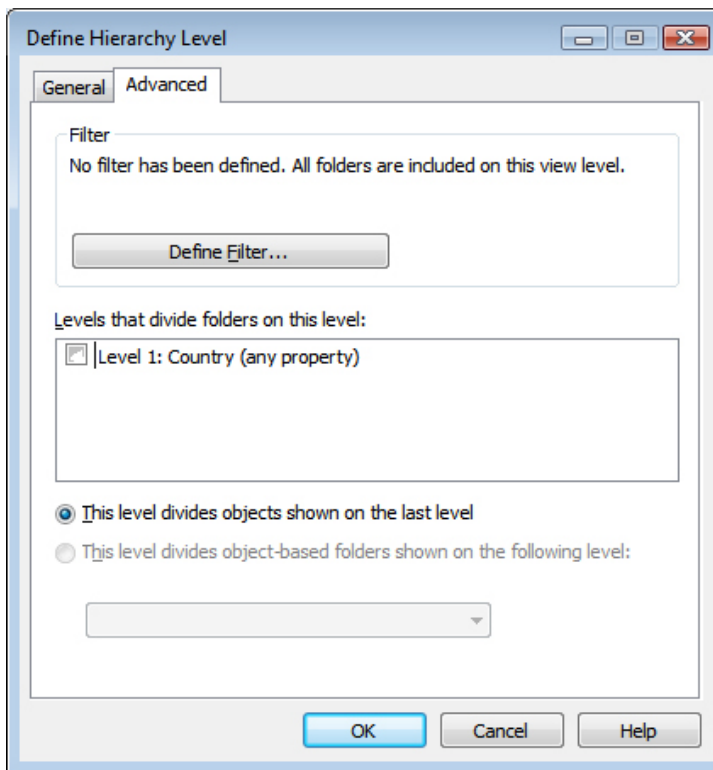 Define Hierarchy Level
General
Advanced
Filter
No filter has been defined. All folders are included on this view level.
Define Filter...
Levels that divide folders on this level:
Level 1: Country (any property)
This level divides objects shown on the last level
This level divides object-based folders shown on the following level:
OK
Cancel
Help